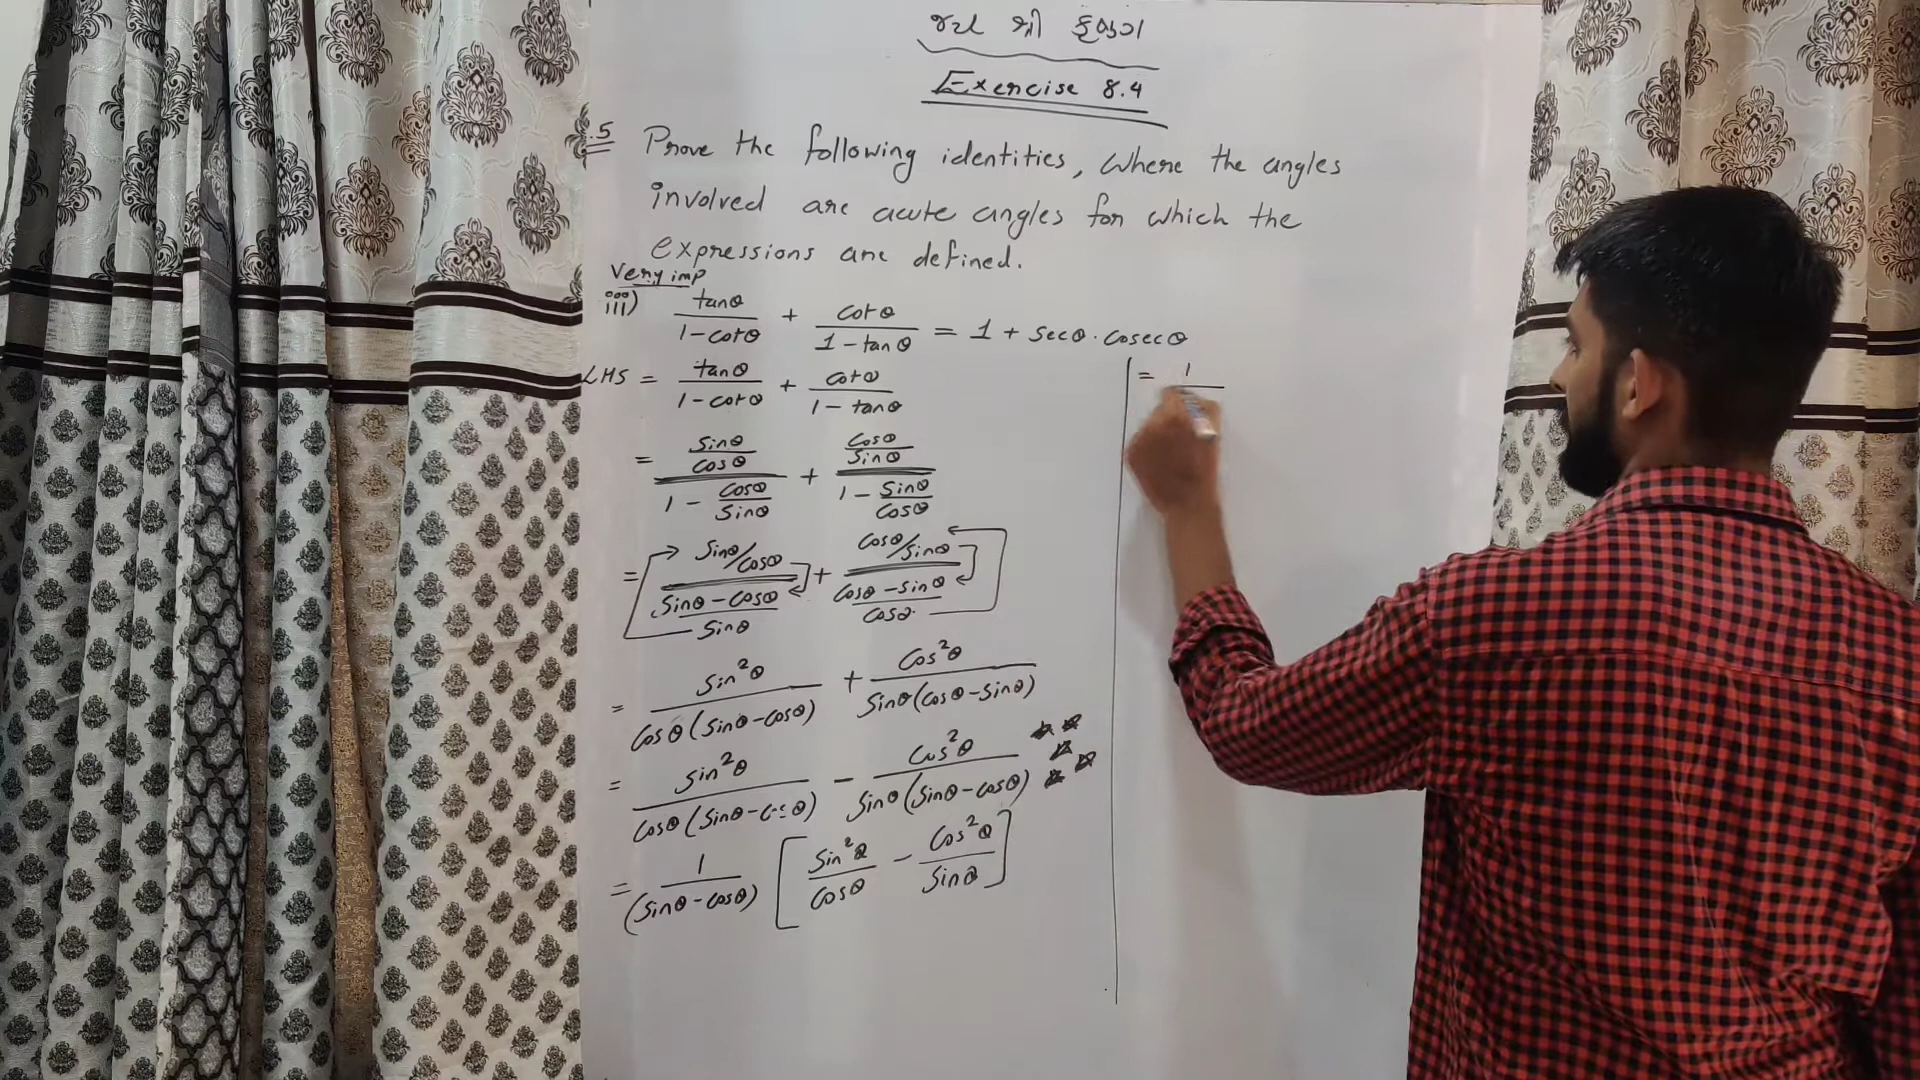 જય શ્રી કૃષ્ણ
Exercise 8.4
.5 Prove the following identities, where the angles
involved are acute angles for which the
expressions are defined.
Very imp
iii) tanθ/(1-cotθ) + cotθ/(1-tanθ) = 1 + secθ.cosecθ
LHS = tanθ/(1-cotθ) + cotθ/(1-tanθ)
= (sinθ/cosθ)/(1 - cosθ/sinθ) + (cosθ/sinθ)/(1 - sinθ/cosθ)
= (sinθ/cosθ)/((sinθ-cosθ)/sinθ) + (cosθ/sinθ)/((cosθ-sinθ)/cosθ)
= sin²θ/(cosθ(sinθ-cosθ)) + cos²θ/(sinθ(cosθ-sinθ))
= sin²θ/(cosθ(sinθ-cosθ)) - cos²θ/(sinθ(sinθ-cosθ))
= 1/(sinθ-cosθ) [sin²θ/cosθ - cos²θ/sinθ]
= 1